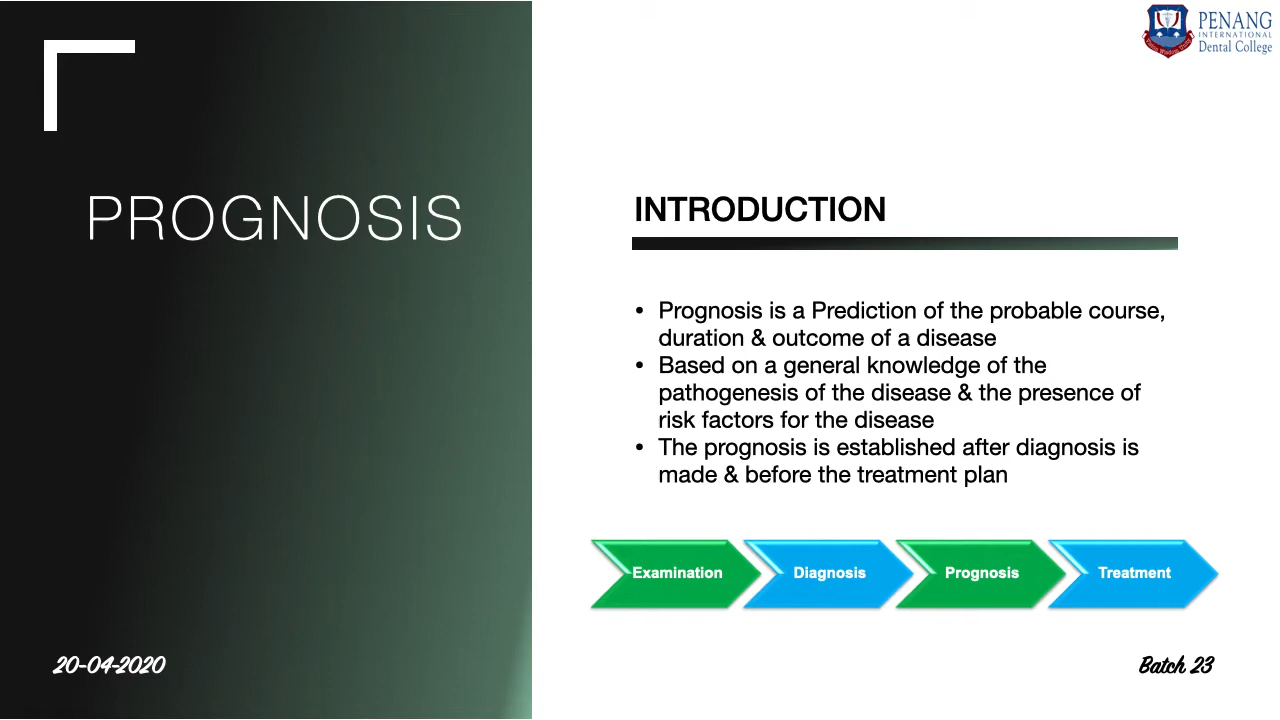 PENANG
INTERNATIONAL
Dental College
PROGNOSIS
INTRODUCTION
• Prognosis is a Prediction of the probable course,
duration & outcome of a disease
• Based on a general knowledge of the
pathogenesis of the disease & the presence of
risk factors for the disease
• The prognosis is established after diagnosis is
made & before the treatment plan
Examination
Diagnosis
Prognosis
Treatment
20-04-2020
Batch 23